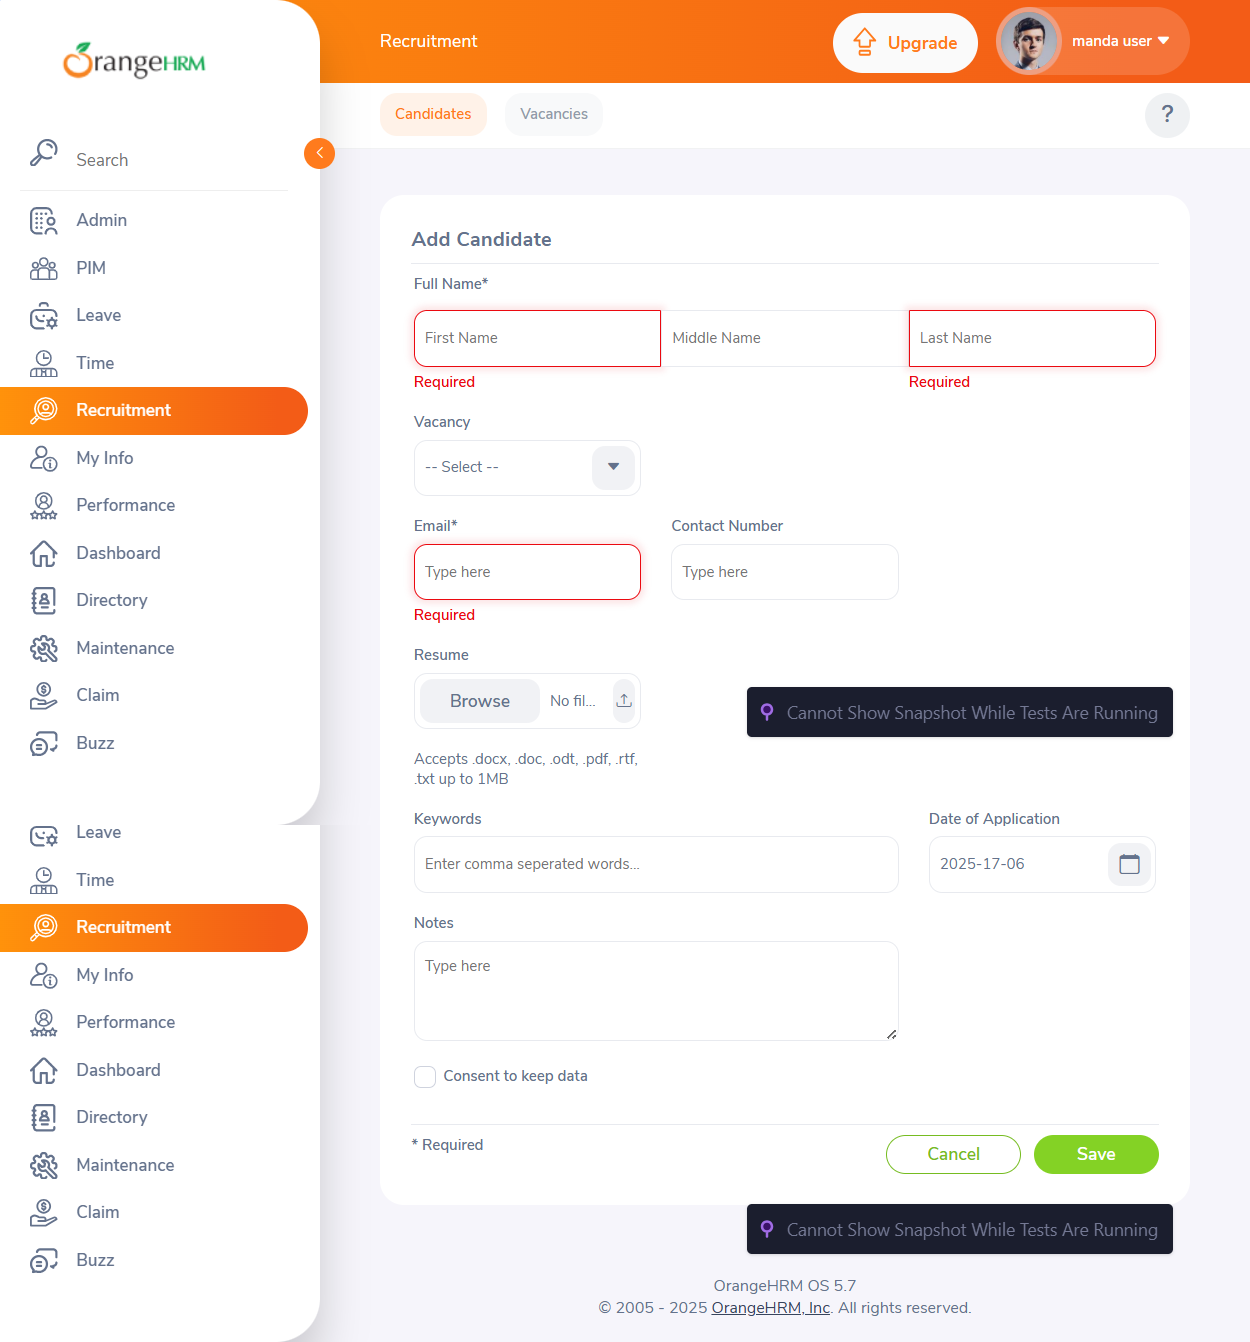 OrangeHRM
Recruitment
Upgrade
manda user
Candidates
Vacancies
?
Search
Admin
PIM
Leave
Time
Recruitment
My Info
Performance
Dashboard
Directory
Maintenance
Claim
Buzz
Leave
Time
Recruitment
My Info
Performance
Dashboard
Directory
Maintenance
Claim
Buzz
Add Candidate
Full Name*
First Name
Middle Name
Last Name
Required
Required
Vacancy
-- Select --
Email*
Contact Number
Type here
Type here
Required
Resume
Browse
No fil...
Cannot Show Snapshot While Tests Are Running
Accepts .docx, .doc, .odt, .pdf, .rtf,
.txt up to 1MB
Keywords
Date of Application
Enter comma seperated words...
2025-17-06
Notes
Type here
Consent to keep data
* Required
Cancel
Save
Cannot Show Snapshot While Tests Are Running
OrangeHRM OS 5.7
© 2005 - 2025 OrangeHRM, Inc. All rights reserved.